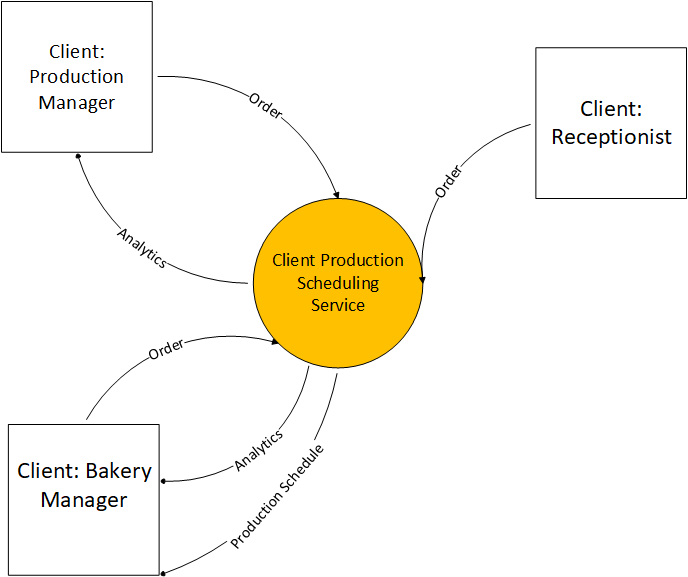 Client:
Production
Manager
Order
Client:
Receptionist
Order
Analytics
Client Production
Scheduling
Service
Order
Analytics
Production Schedule
Client: Bakery
Manager